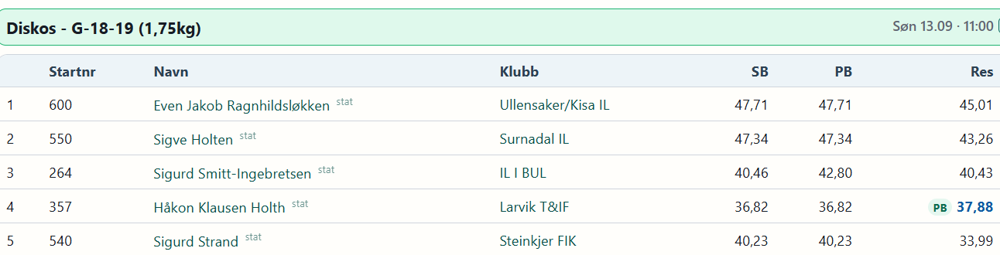 Diskos - G-18-19 (1,75kg) Søn 13.09 · 11:00
Startnr Navn Klubb SB PB Res
1 600 Even Jakob Ragnhildsløkken stat Ullensaker/Kisa IL 47,71 47,71 45,01
2 550 Sigve Holten stat Surnadal IL 47,34 47,34 43,26
3 264 Sigurd Smitt-Ingebretsen stat IL I BUL 40,46 42,80 40,43
4 357 Håkon Klausen Holth stat Larvik T&IF 36,82 36,82 PB 37,88
5 540 Sigurd Strand stat Steinkjer FIK 40,23 40,23 33,99